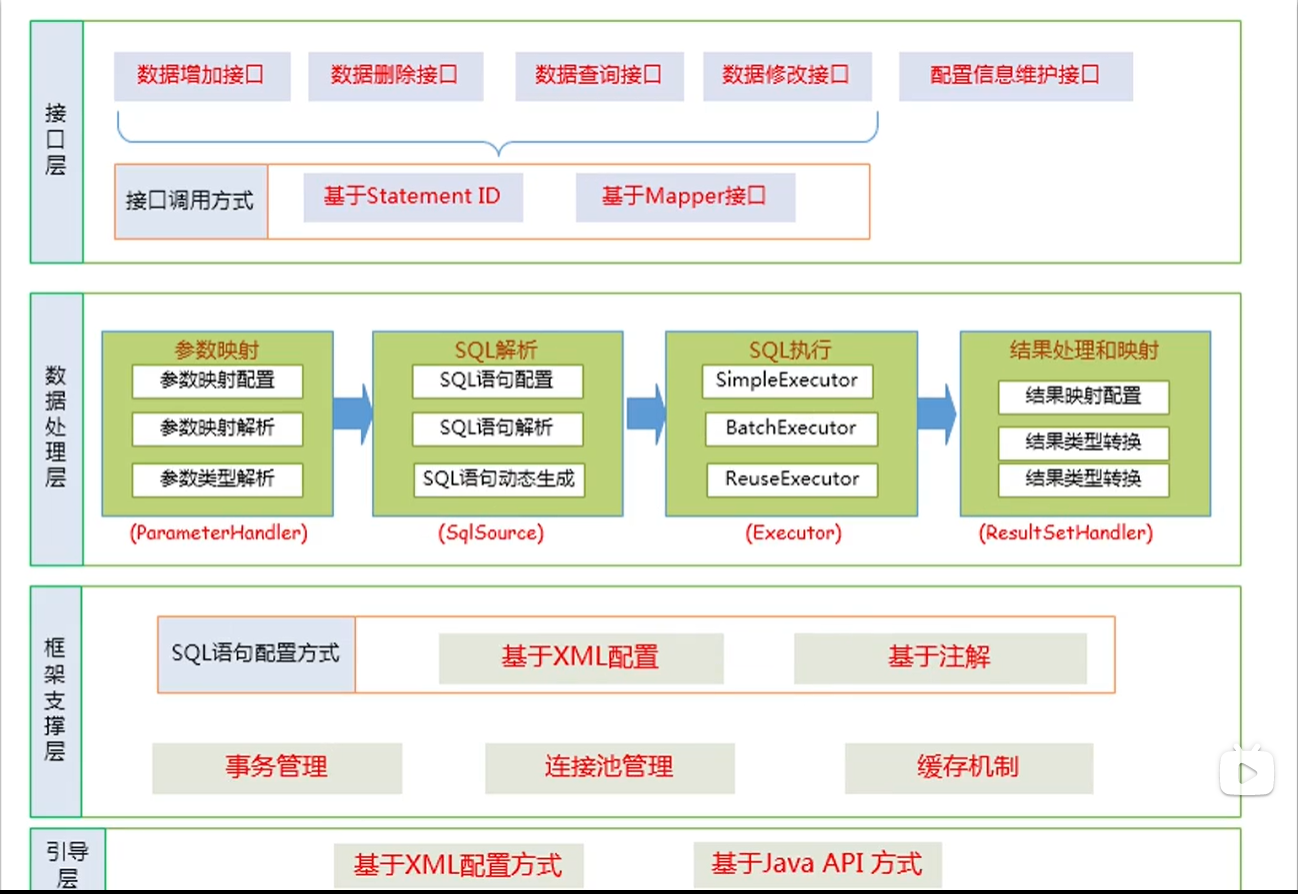 接口层
数据增加接口
数据删除接口
数据查询接口
数据修改接口
配置信息维护接口
接口调用方式
基于Statement ID
基于Mapper接口
数据处理层
参数映射
参数映射配置
参数映射解析
参数类型解析
(ParameterHandler)
SQL解析
SQL语句配置
SQL语句解析
SQL语句动态生成
(SqlSource)
SQL执行
SimpleExecutor
BatchExecutor
ReuseExecutor
(Executor)
结果处理和映射
结果映射配置
结果类型转换
结果类型转换
(ResultSetHandler)
框架支撑层
SQL语句配置方式
基于XML配置
基于注解
事务管理
连接池管理
缓存机制
引导层
基于XML配置方式
基于Java API 方式